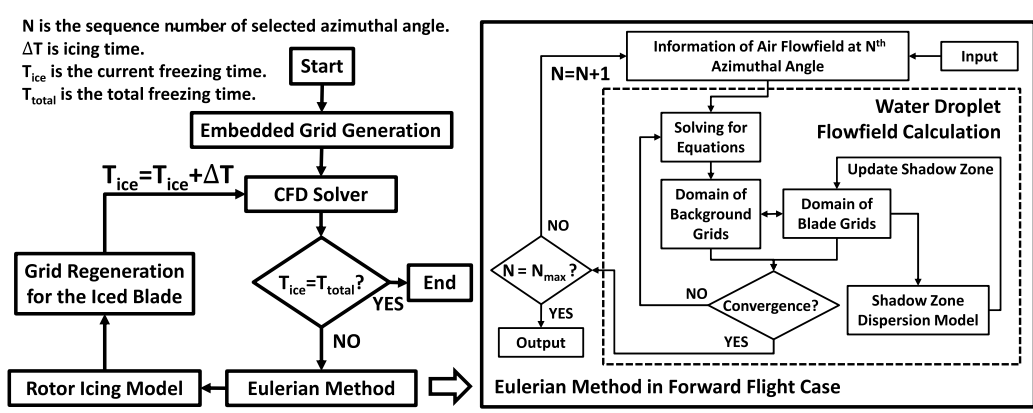 N is the sequence number of selected azimuthal angle.
ΔT is icing time.
Tice is the current freezing time.
Ttotal is the total freezing time.
Start
Embedded Grid Generation
Tice=Tice+ΔT
CFD Solver
Grid Regeneration
for the Iced Blade
Tice=Ttotal?
YES
End
NO
Rotor Icing Model
Eulerian Method
Information of Air Flowfield at Nth
Azimuthal Angle
Input
N=N+1
Water Droplet
Flowfield Calculation
Solving for
Equations
Update Shadow Zone
Domain of
Background
Grids
Domain of
Blade Grids
NO
N = Nmax ?
YES
Output
NO
Convergence?
YES
Shadow Zone
Dispersion Model
Eulerian Method in Forward Flight Case